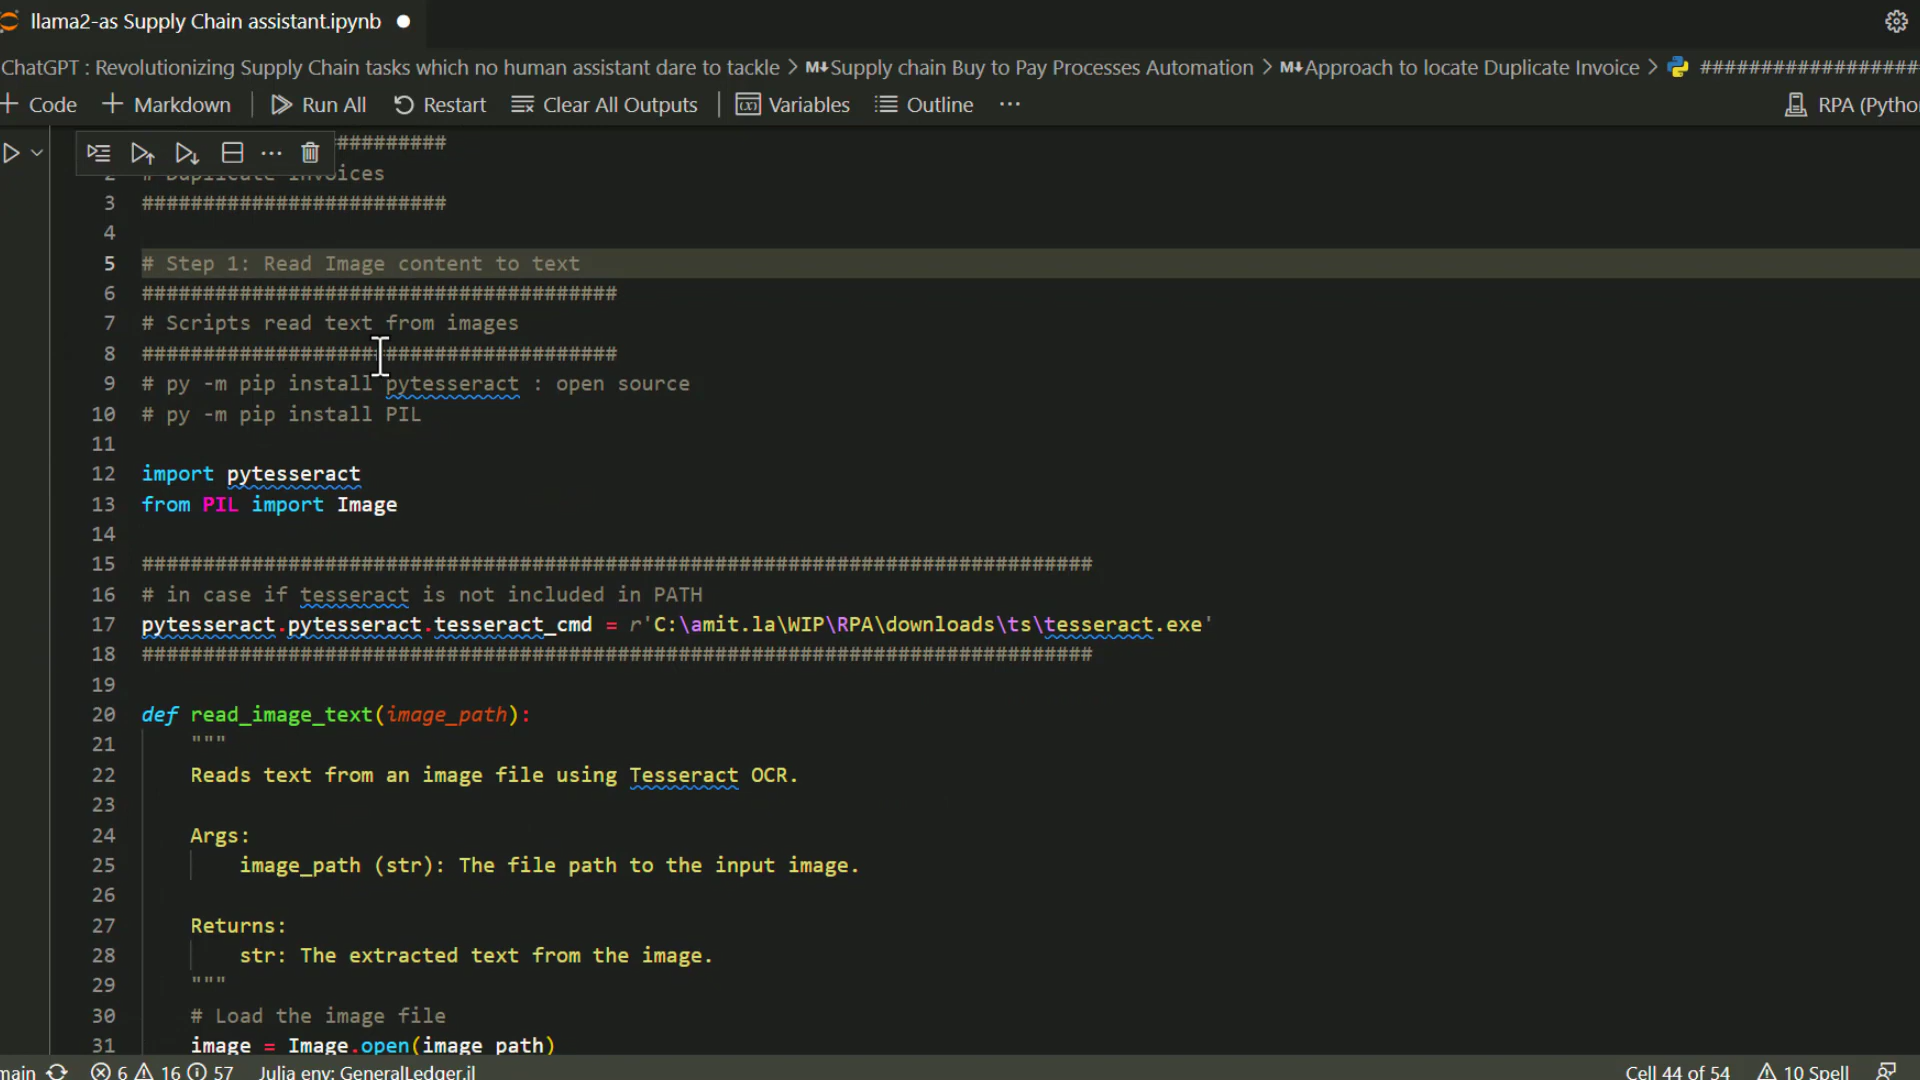 llama2-as Supply Chain assistant.ipynb
ChatGPT : Revolutionizing Supply Chain tasks which no human assistant dare to tackle > M↓Supply chain Buy to Pay Processes Automation > M↓Approach to locate Duplicate Invoice > ##################
+ Code + Markdown Run All Restart Clear All Outputs Variables Outline ··· RPA (Pytho
#########
2 # Duplicate invoices
3 #########################
4
5 # Step 1: Read Image content to text
6 #######################################
7 # Scripts read text from images
8 #######################################
9 # py -m pip install pytesseract : open source
10 # py -m pip install PIL
11
12 import pytesseract
13 from PIL import Image
14
15 ##############################################################################
16 # in case if tesseract is not included in PATH
17 pytesseract.pytesseract.tesseract_cmd = r'C:\amit.la\WIP\RPA\downloads\ts\tesseract.exe'
18 ##############################################################################
19
20 def read_image_text(image_path):
21 """
22 Reads text from an image file using Tesseract OCR.
23
24 Args:
25 image_path (str): The file path to the input image.
26
27 Returns:
28 str: The extracted text from the image.
29 """
30 # Load the image file
31 image = Image.open(image_path)
main 6 16 57 Julia env: GeneralLedger.jl Cell 44 of 54 10 Spell